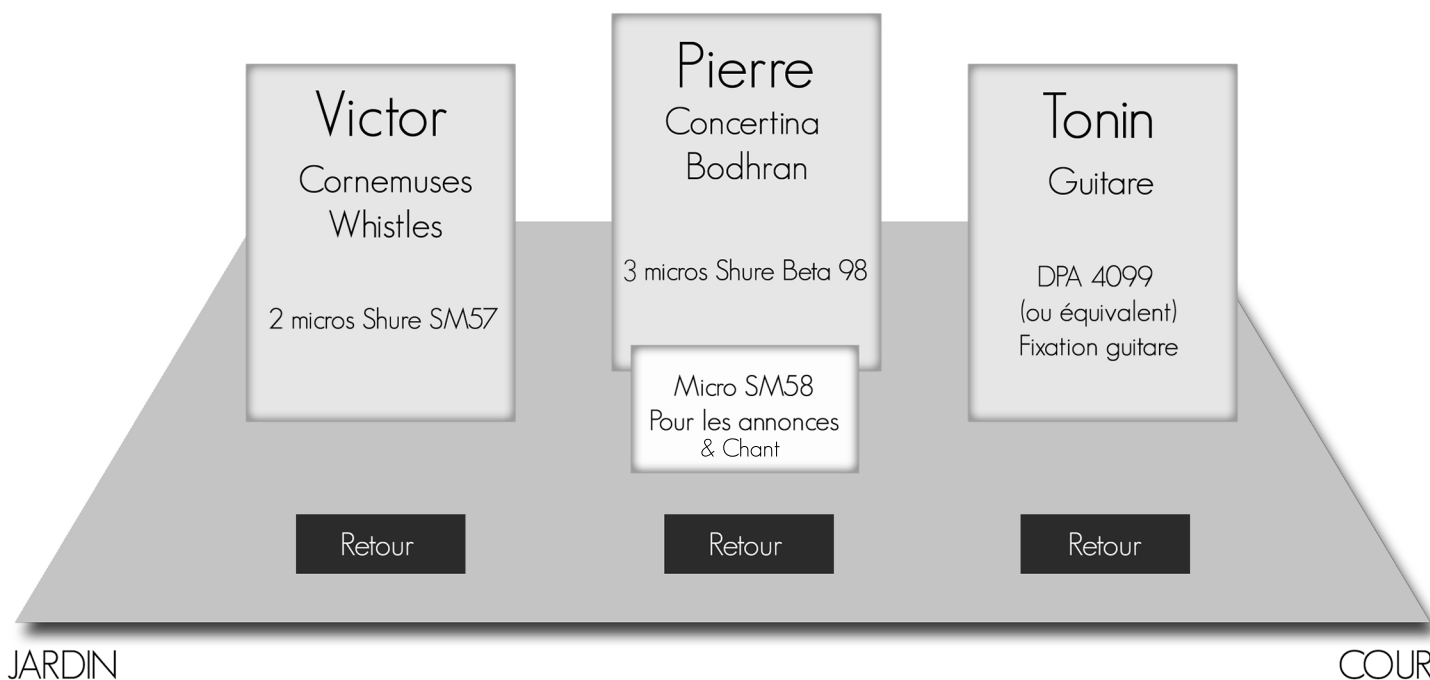 Victor
Cornemuses
Whistles
2 micros Shure SM57
Pierre
Concertina
Bodhran
3 micros Shure Beta 98
Micro SM58
Pour les annonces
& Chant
Tonin
Guitare
DPA 4099
(ou équivalent)
Fixation guitare
Retour
Retour
Retour
JARDIN
COUR